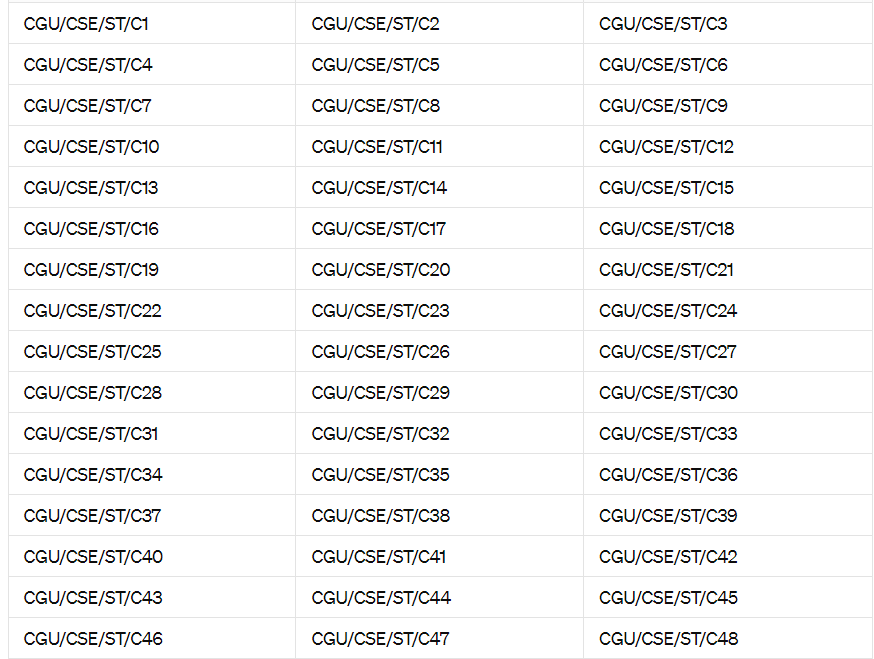 CGU/CSE/ST/C1 CGU/CSE/ST/C2 CGU/CSE/ST/C3
CGU/CSE/ST/C4 CGU/CSE/ST/C5 CGU/CSE/ST/C6
CGU/CSE/ST/C7 CGU/CSE/ST/C8 CGU/CSE/ST/C9
CGU/CSE/ST/C10 CGU/CSE/ST/C11 CGU/CSE/ST/C12
CGU/CSE/ST/C13 CGU/CSE/ST/C14 CGU/CSE/ST/C15
CGU/CSE/ST/C16 CGU/CSE/ST/C17 CGU/CSE/ST/C18
CGU/CSE/ST/C19 CGU/CSE/ST/C20 CGU/CSE/ST/C21
CGU/CSE/ST/C22 CGU/CSE/ST/C23 CGU/CSE/ST/C24
CGU/CSE/ST/C25 CGU/CSE/ST/C26 CGU/CSE/ST/C27
CGU/CSE/ST/C28 CGU/CSE/ST/C29 CGU/CSE/ST/C30
CGU/CSE/ST/C31 CGU/CSE/ST/C32 CGU/CSE/ST/C33
CGU/CSE/ST/C34 CGU/CSE/ST/C35 CGU/CSE/ST/C36
CGU/CSE/ST/C37 CGU/CSE/ST/C38 CGU/CSE/ST/C39
CGU/CSE/ST/C40 CGU/CSE/ST/C41 CGU/CSE/ST/C42
CGU/CSE/ST/C43 CGU/CSE/ST/C44 CGU/CSE/ST/C45
CGU/CSE/ST/C46 CGU/CSE/ST/C47 CGU/CSE/ST/C48